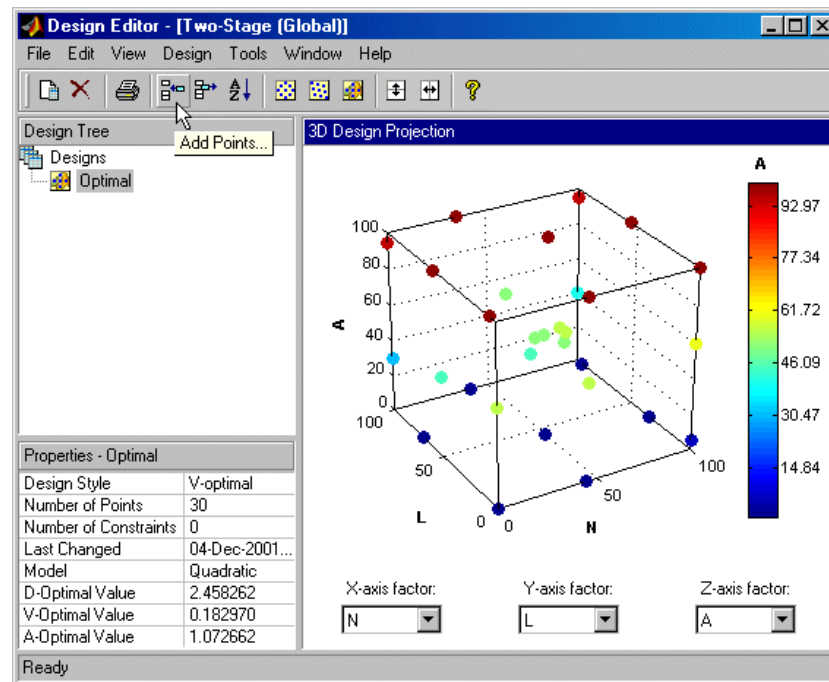 Design Editor - [Two-Stage (Global)]
File Edit View Design Tools Window Help
Add Points...
Design Tree
Designs
Optimal
3D Design Projection
A
92.97
77.34
61.72
46.09
30.47
14.84
100
80
60
40
20
0
A
100
50
0
L
0
50
100
N
X-axis factor:
Y-axis factor:
Z-axis factor:
N
L
A
Properties - Optimal
Design Style V-optimal
Number of Points 30
Number of Constraints 0
Last Changed 04-Dec-2001...
Model Quadratic
D-Optimal Value 2.458262
V-Optimal Value 0.182970
A-Optimal Value 1.072662
Ready